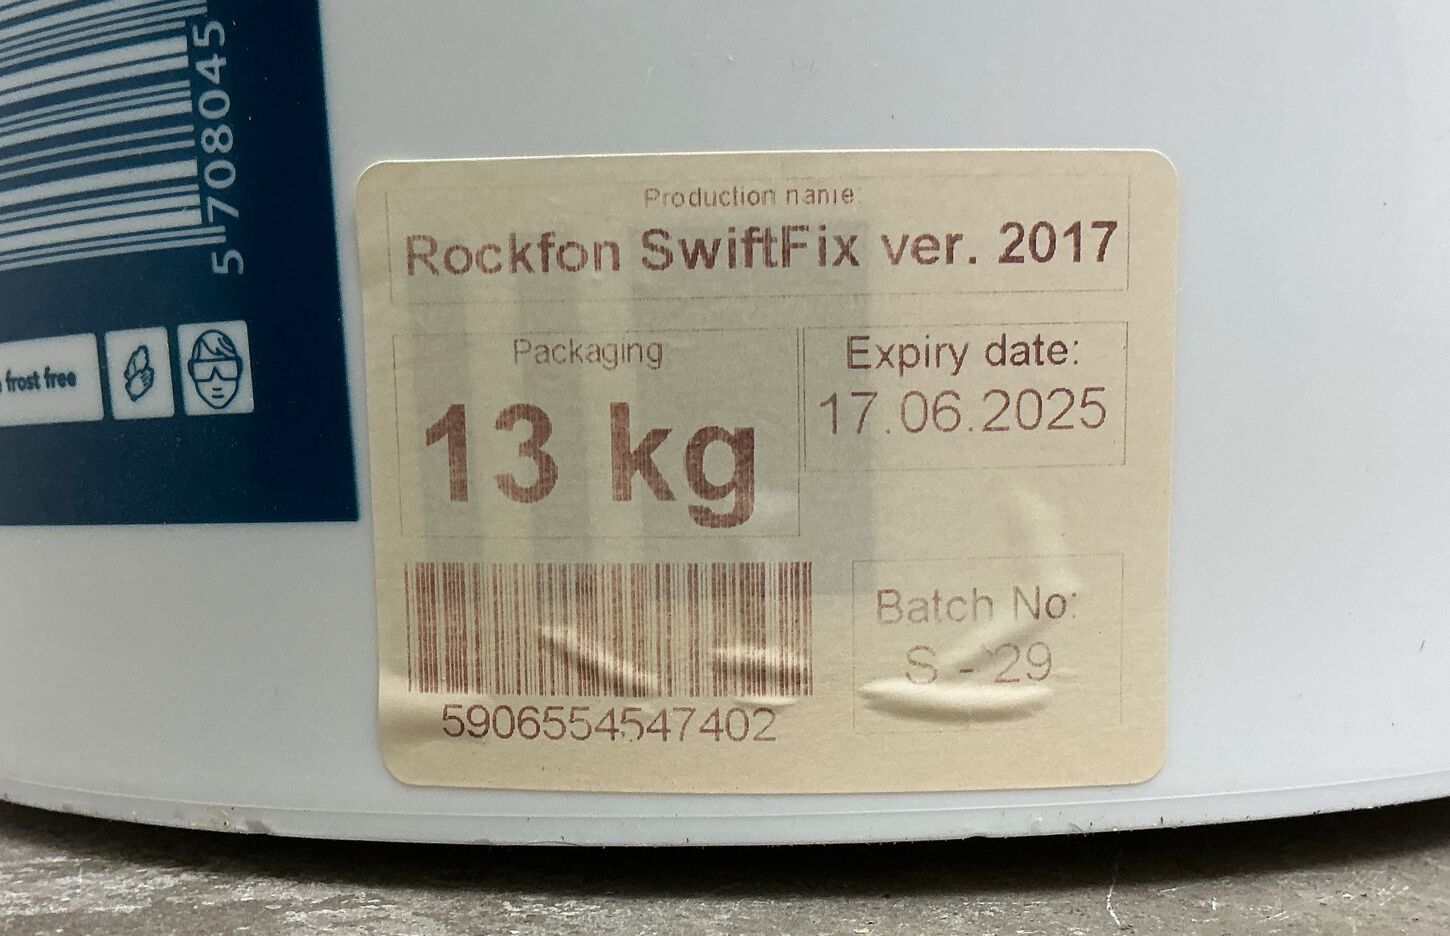 5 708045
frost free
Production name:
Rockfon SwiftFix ver. 2017
Packaging
13 kg
Expiry date:
17.06.2025
5906554547402
Batch No:
S - 29